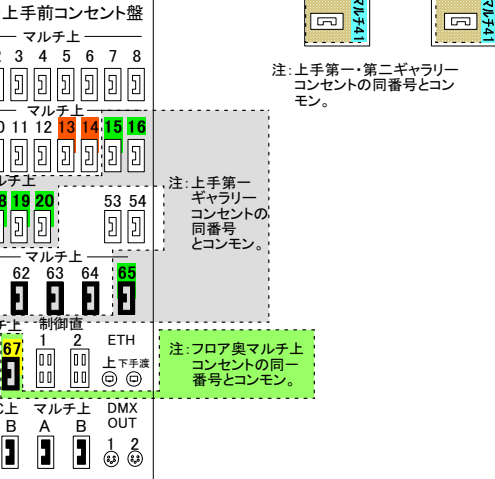 上手前コンセント盤
マルチ上
3 4 5 6 7 8
マルチ上
11 12 13 14 15 16
19 20
53 54
マルチ上
62 63 64 65
67
制御直
1 2
ETH
上下手渡
マルチ上
A B
B
DMX
OUT
1 2
マルチ41
マルチ41
注：上手第一・第二ギャラリー
コンセントの同番号とコン
モン。
注：上手第一
ギャラリー
コンセントの
同番号
とコンモン。
注：フロア奥マルチ上
コンセントの同一
番号とコンモン。